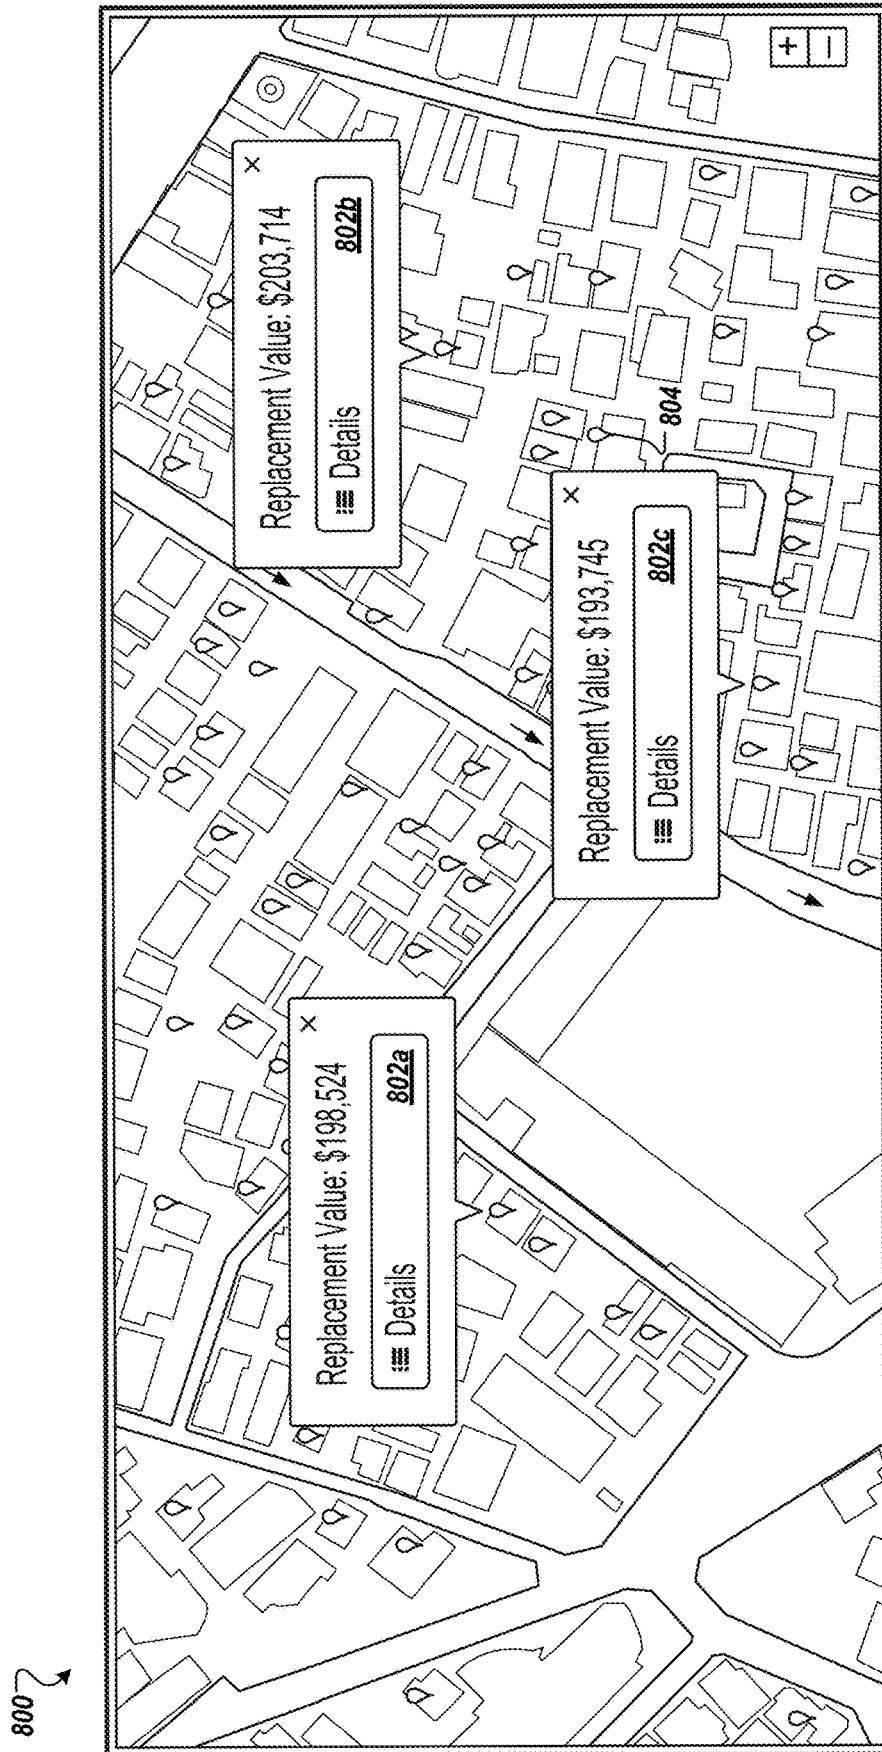 800
+
−
Replacement Value: $198,524
×
Details
802a
Replacement Value: $203,714
×
Details
802b
Replacement Value: $193,745
×
Details
802c
804